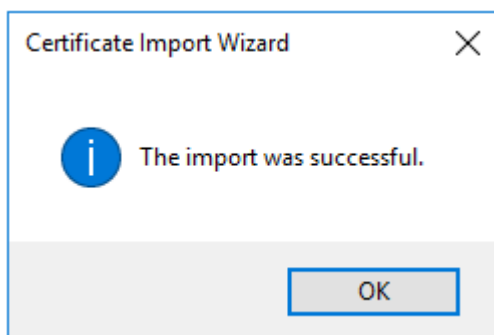 Certificate Import Wizard
The import was successful.
OK